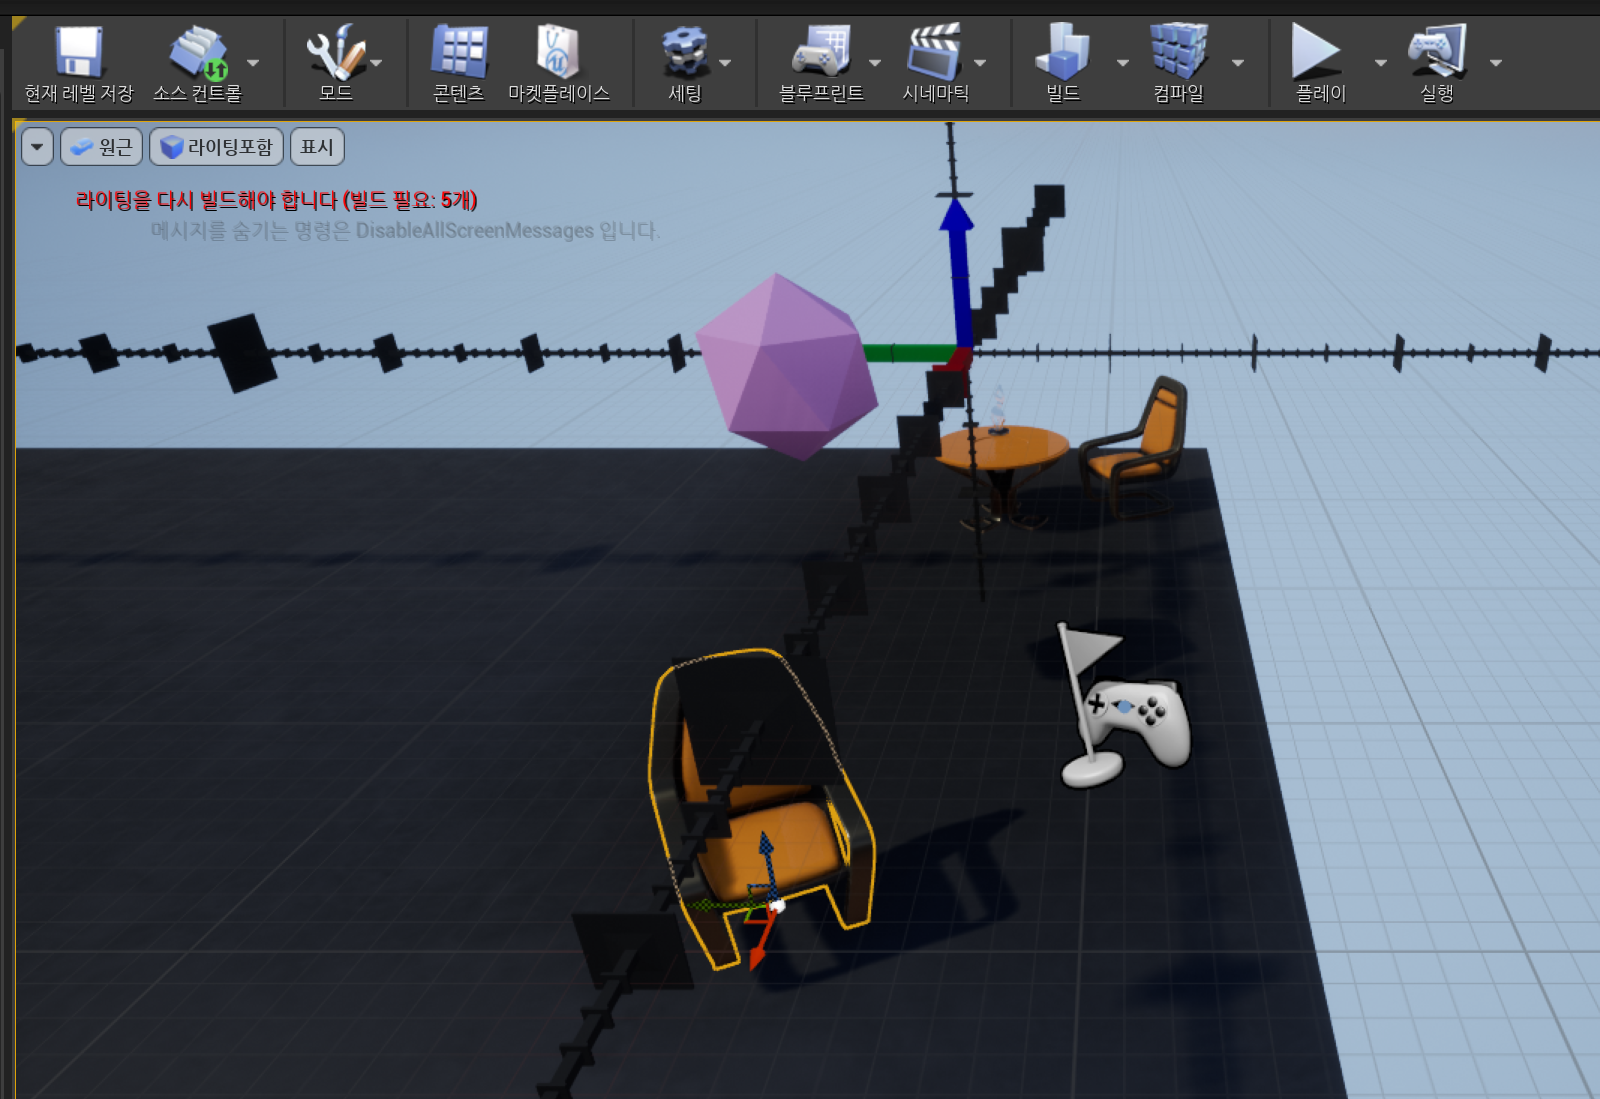 현재 레벨 저장
소스 컨트롤
모드
콘텐츠
마켓플레이스
세팅
블루프린트
시네마틱
빌드
컴파일
플레이
실행
원근
라이팅포함
표시
라이팅을 다시 빌드해야 합니다 (빌드 필요: 5개)
메시지를 숨기는 명령은 DisableAllScreenMessages 입니다.